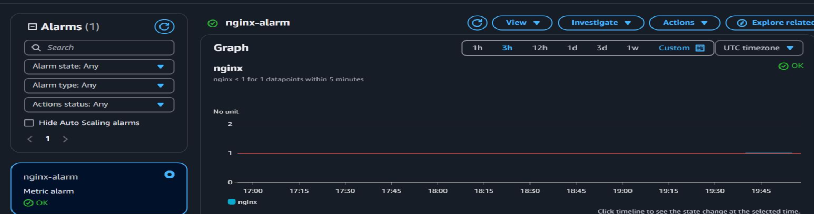 Alarms (1)
Search
Alarm state: Any
Alarm type: Any
Actions status: Any
Hide Auto Scaling alarms
1
nginx-alarm
Metric alarm
OK
nginx-alarm
View
Investigate
Actions
Explore related
Graph
1h 3h 12h 1d 3d 1w Custom UTC timezone
nginx
OK
nginx < 1 for 1 datapoints within 5 minutes
No unit
2
1
0
17:00 17:15 17:30 17:45 18:00 18:15 18:30 18:45 19:00 19:15 19:30 19:45
nginx
Click timeline to see the state change at the selected time.